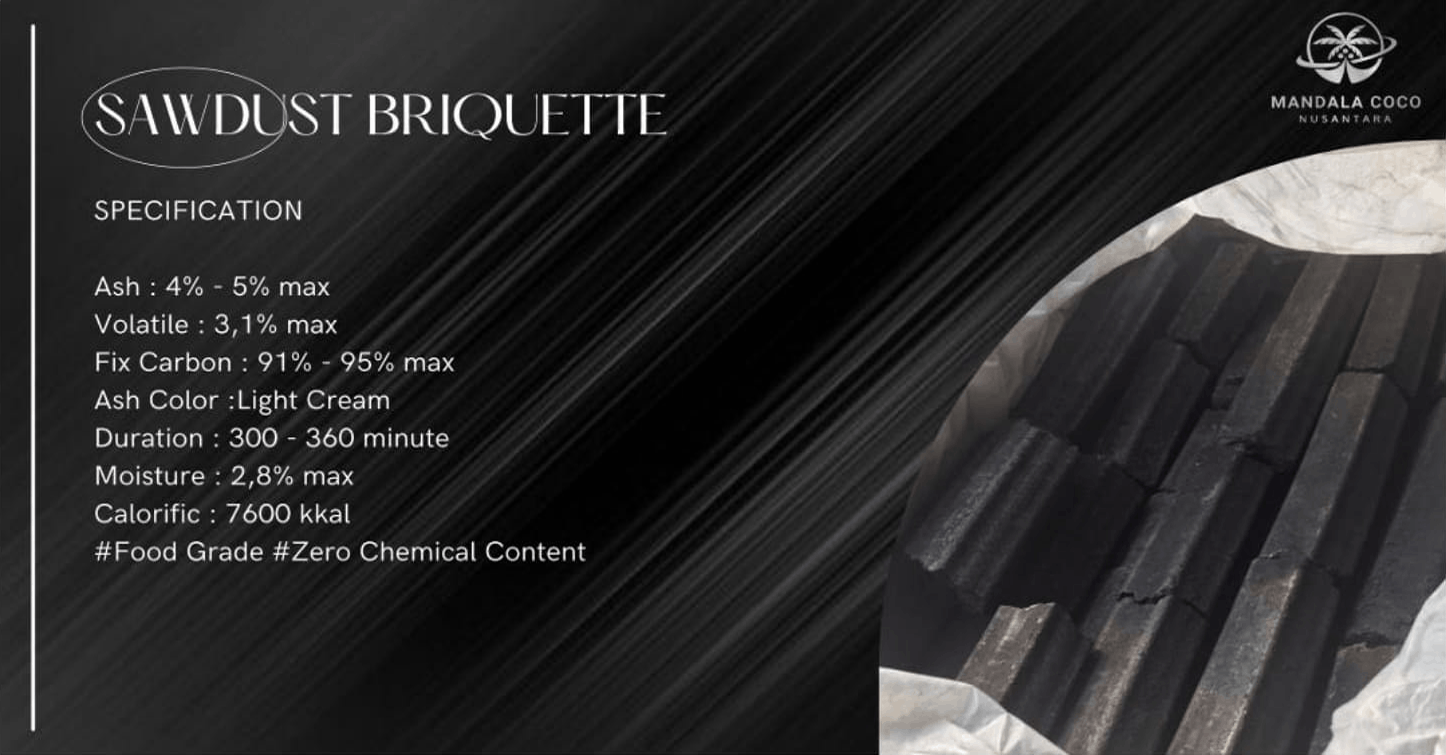 SAWDUST BRIQUETTE
MANDALA COCO
NUSANTARA
SPECIFICATION
Ash : 4% - 5% max
Volatile : 3,1% max
Fix Carbon : 91% - 95% max
Ash Color :Light Cream
Duration : 300 - 360 minute
Moisture : 2,8% max
Calorific : 7600 kkal
#Food Grade #Zero Chemical Content